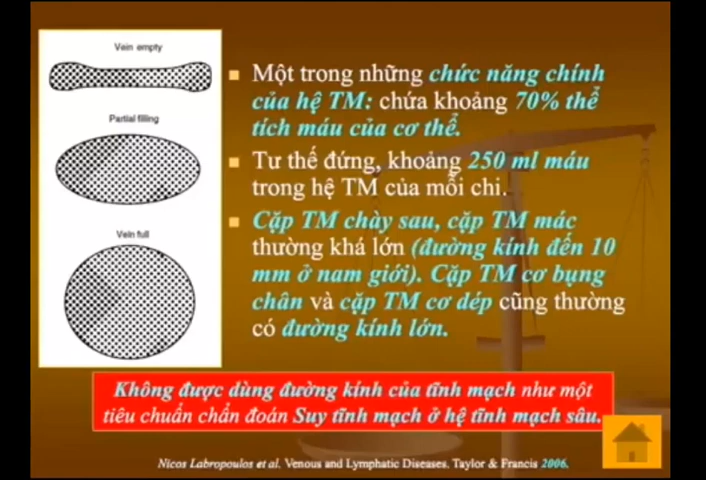 Vein empty
Partial filling
Vein full
Một trong những chức năng chính
của hệ TM: chứa khoảng 70% thể
tích máu của cơ thể.
Tư thế đứng, khoảng 250 ml máu
trong hệ TM của mỗi chi.
Cặp TM chày sau, cặp TM mác
thường khá lớn (đường kính đến 10
mm ở nam giới). Cặp TM cơ bụng
chân và cặp TM cơ dép cũng thường
có đường kính lớn.
Không được dùng đường kính của tĩnh mạch như một
tiêu chuẩn chẩn đoán Suy tĩnh mạch ở hệ tĩnh mạch sâu.
Nicos Labropoulos et al. Venous and Lymphatic Diseases. Taylor & Francis 2006.